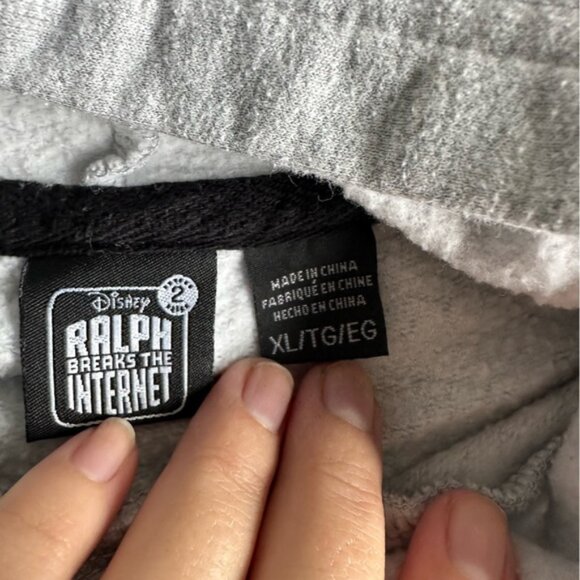 Disney
2
RALPH
BREAKS THE
INTERNET
MADE IN CHINA
FABRIQUÉ EN CHINE
HECHO EN CHINA
XL/TG/EG